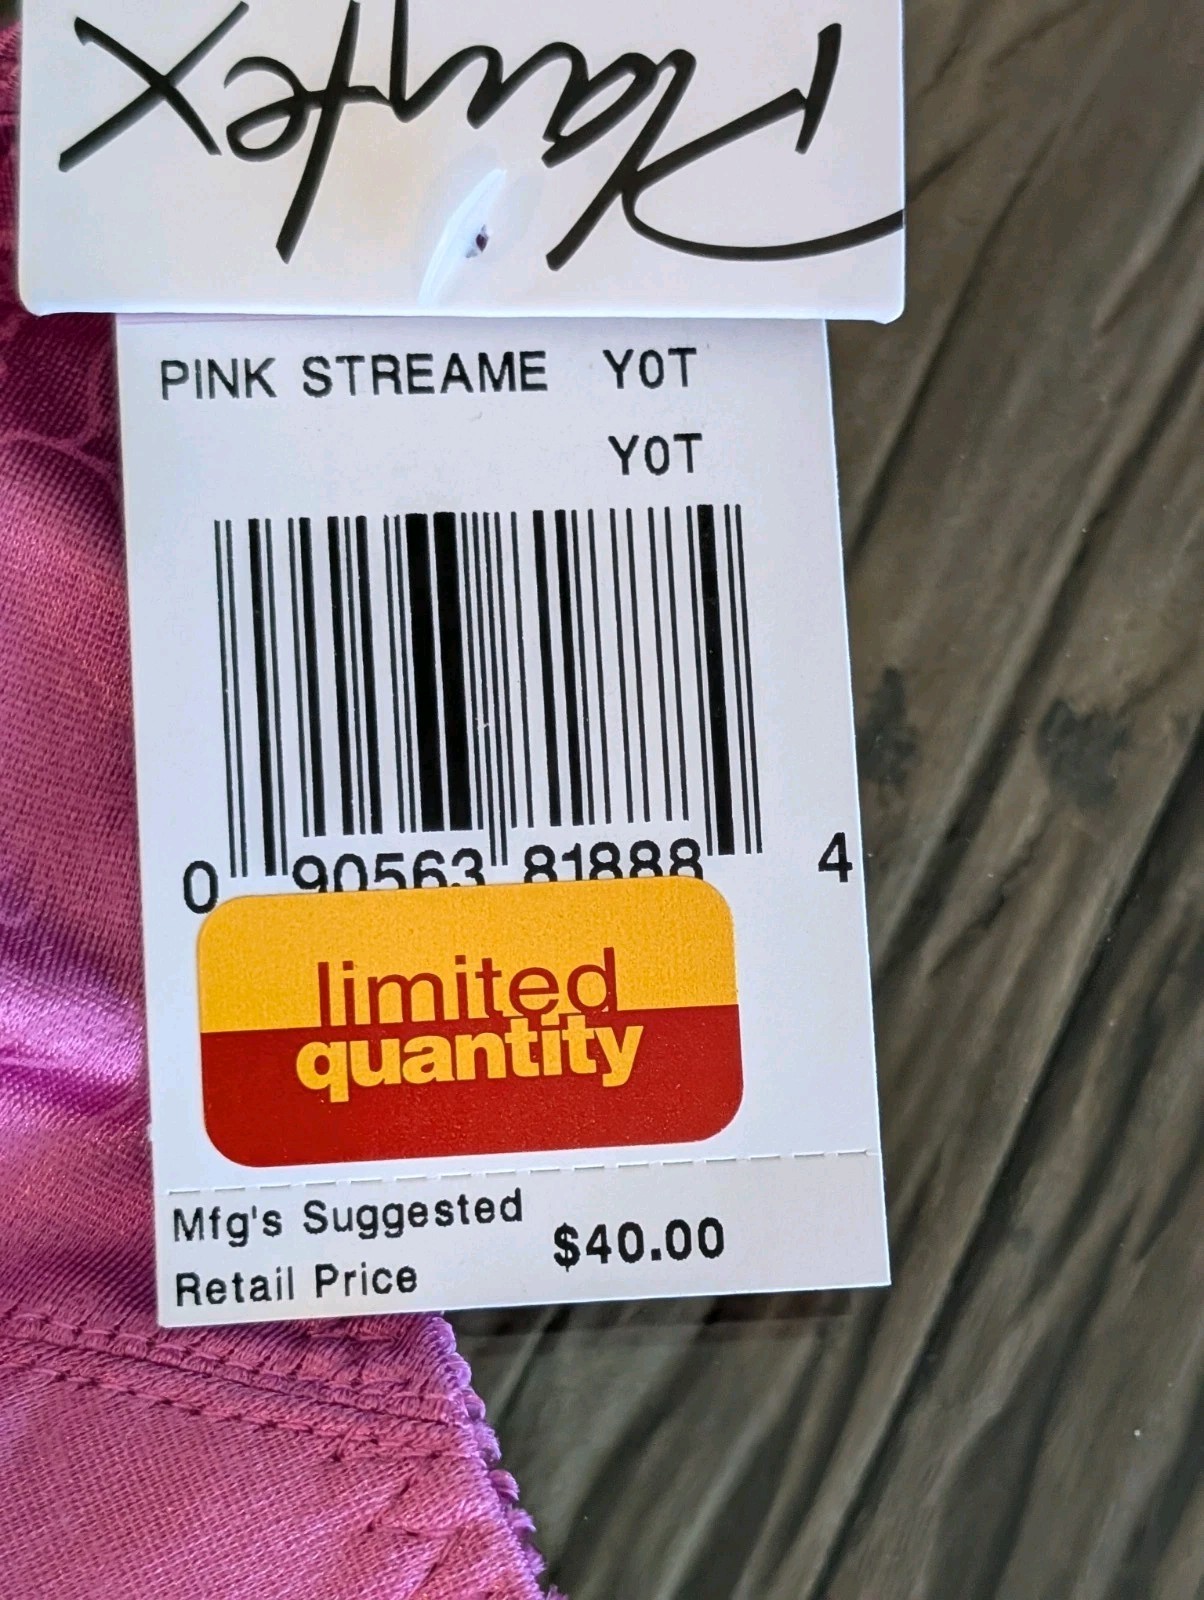 Playtex
PINK STREAME Y0T
Y0T
0 90563 81888 4
limited
quantity
Mfg's Suggested
Retail Price $40.00